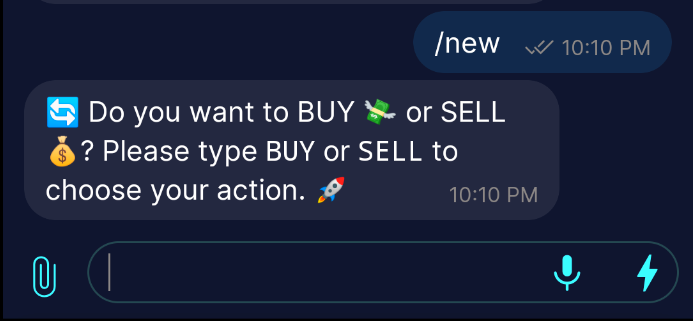 /new 10:10 PM
🔄 Do you want to BUY 💸 or SELL
💰? Please type BUY or SELL to
choose your action. 🚀 10:10 PM